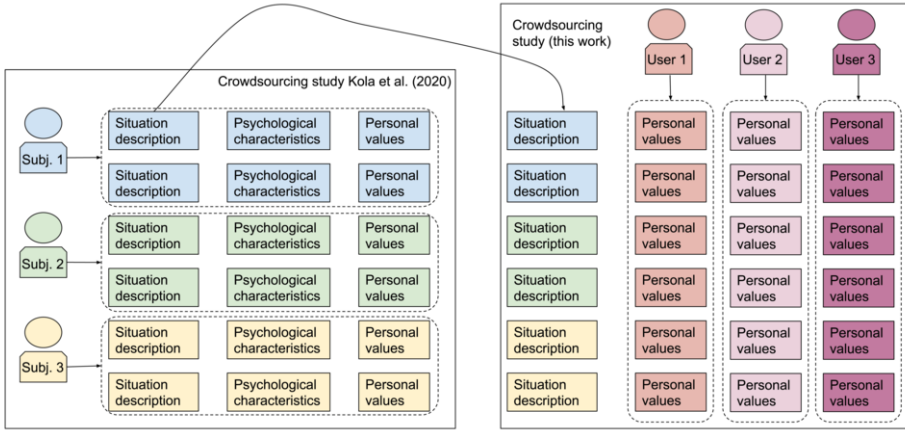 Crowdsourcing study Kola et al. (2020)
Subj. 1
Situation description
Psychological characteristics
Personal values
Situation description
Psychological characteristics
Personal values
Subj. 2
Situation description
Psychological characteristics
Personal values
Situation description
Psychological characteristics
Personal values
Subj. 3
Situation description
Psychological characteristics
Personal values
Situation description
Psychological characteristics
Personal values
Crowdsourcing
study (this work)
User 1
User 2
User 3
Situation description
Personal values
Personal values
Personal values
Situation description
Personal values
Personal values
Personal values
Situation description
Personal values
Personal values
Personal values
Situation description
Personal values
Personal values
Personal values
Situation description
Personal values
Personal values
Personal values
Situation description
Personal values
Personal values
Personal values